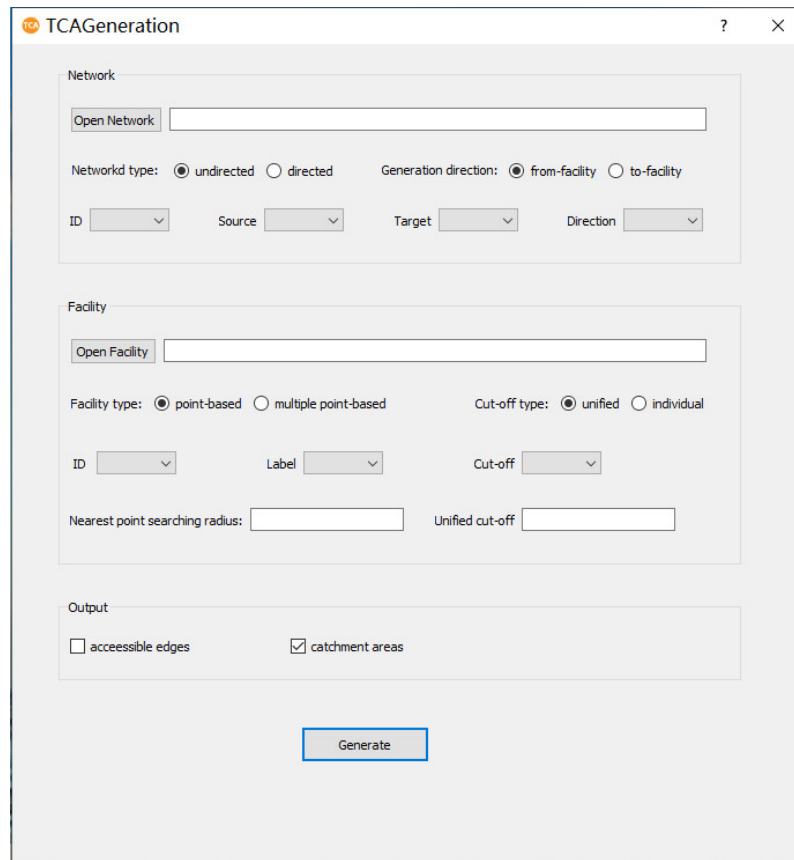 TCA TCAGeneration ? ×
Network
Open Network
Networkd type: undirected directed Generation direction: from-facility to-facility
ID Source Target Direction
Facility
Open Facility
Facility type: point-based multiple point-based Cut-off type: unified individual
ID Label Cut-off
Nearest point searching radius: Unified cut-off
Output
acceessible edges catchment areas
Generate